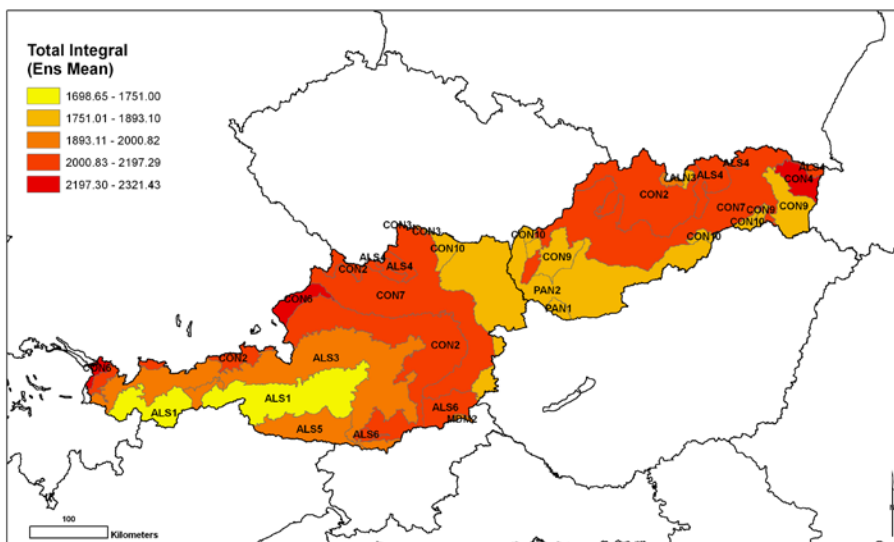 Total Integral
(Ens Mean)
1698.65 - 1751.00
1751.01 - 1893.10
1893.11 - 2000.82
2000.83 - 2197.29
2197.30 - 2321.43
ALS4
ALS4
ALN3
ALS4
CON4
CON2
CON7
CON9
CON9
CON10
CON10
CON3
CON3
CON10
CON10
CON9
ALS4
CON2
ALS4
PAN2
CON6
CON7
PAN1
CON2
ALS3
CON2
ALS1
ALS1
ALS6
MDM2
ALS5
ALS6
100
Kilometers